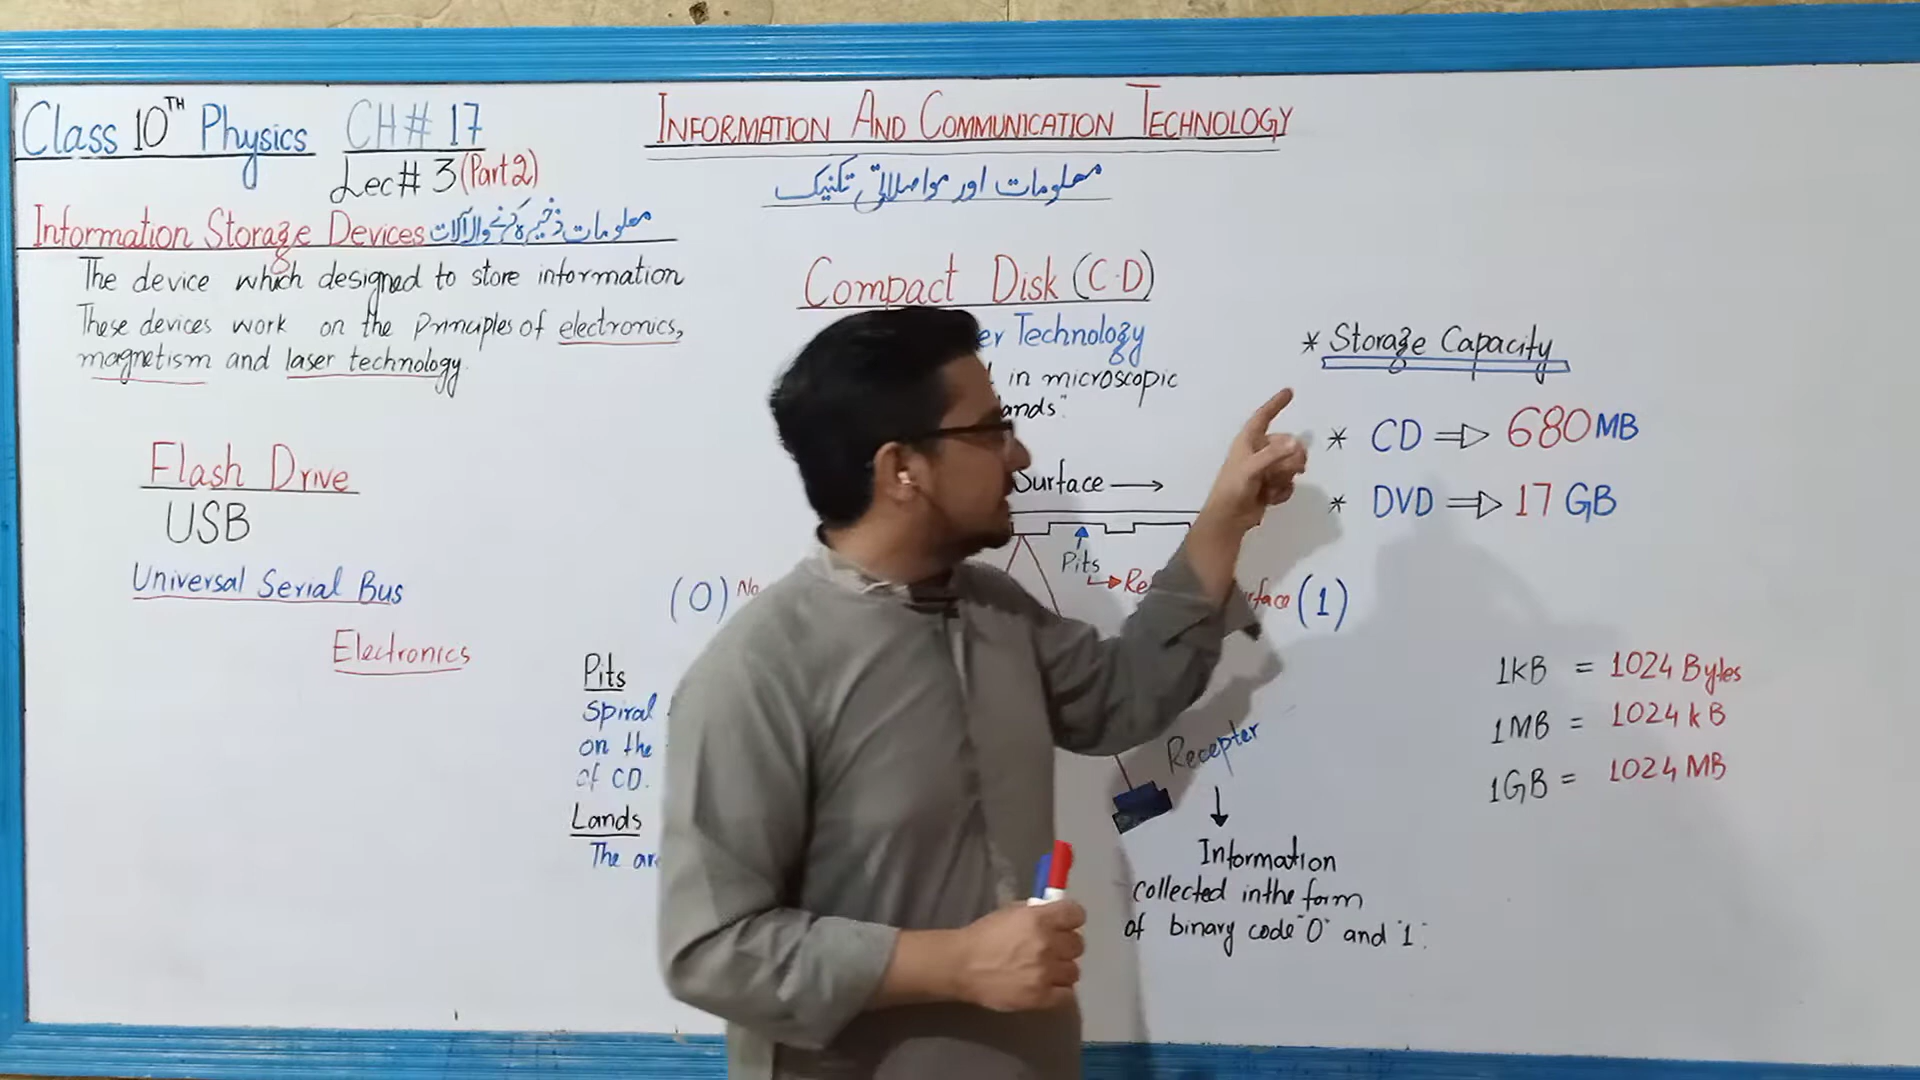 Class 10TH Physics
CH# 17
Lec# 3 (Part 2)
INFORMATION AND COMMUNICATION TECHNOLOGY
معلومات اور مواصلاتی تکنیک
Information Storage Devices معلومات ذخیرہ کرنے والا آلات
The device which designed to store information
These devices work on the Principles of electronics,
magnetism and laser technology.
Flash Drive
USB
Universal Serial Bus
Electronics
Compact Disk (C.D)
Technology
in microscopic
Surface →
Pits
(0) No
(1)
Pits
Spiral
on the
of CD.
Lands
The
Recepter
↓
Information
collected in the form
of binary code "0" and "1".
* Storage Capacity
* CD ⇒ 680 MB
* DVD ⇒ 17 GB
1kB = 1024 Bytes
1MB = 1024 kB
1GB = 1024 MB